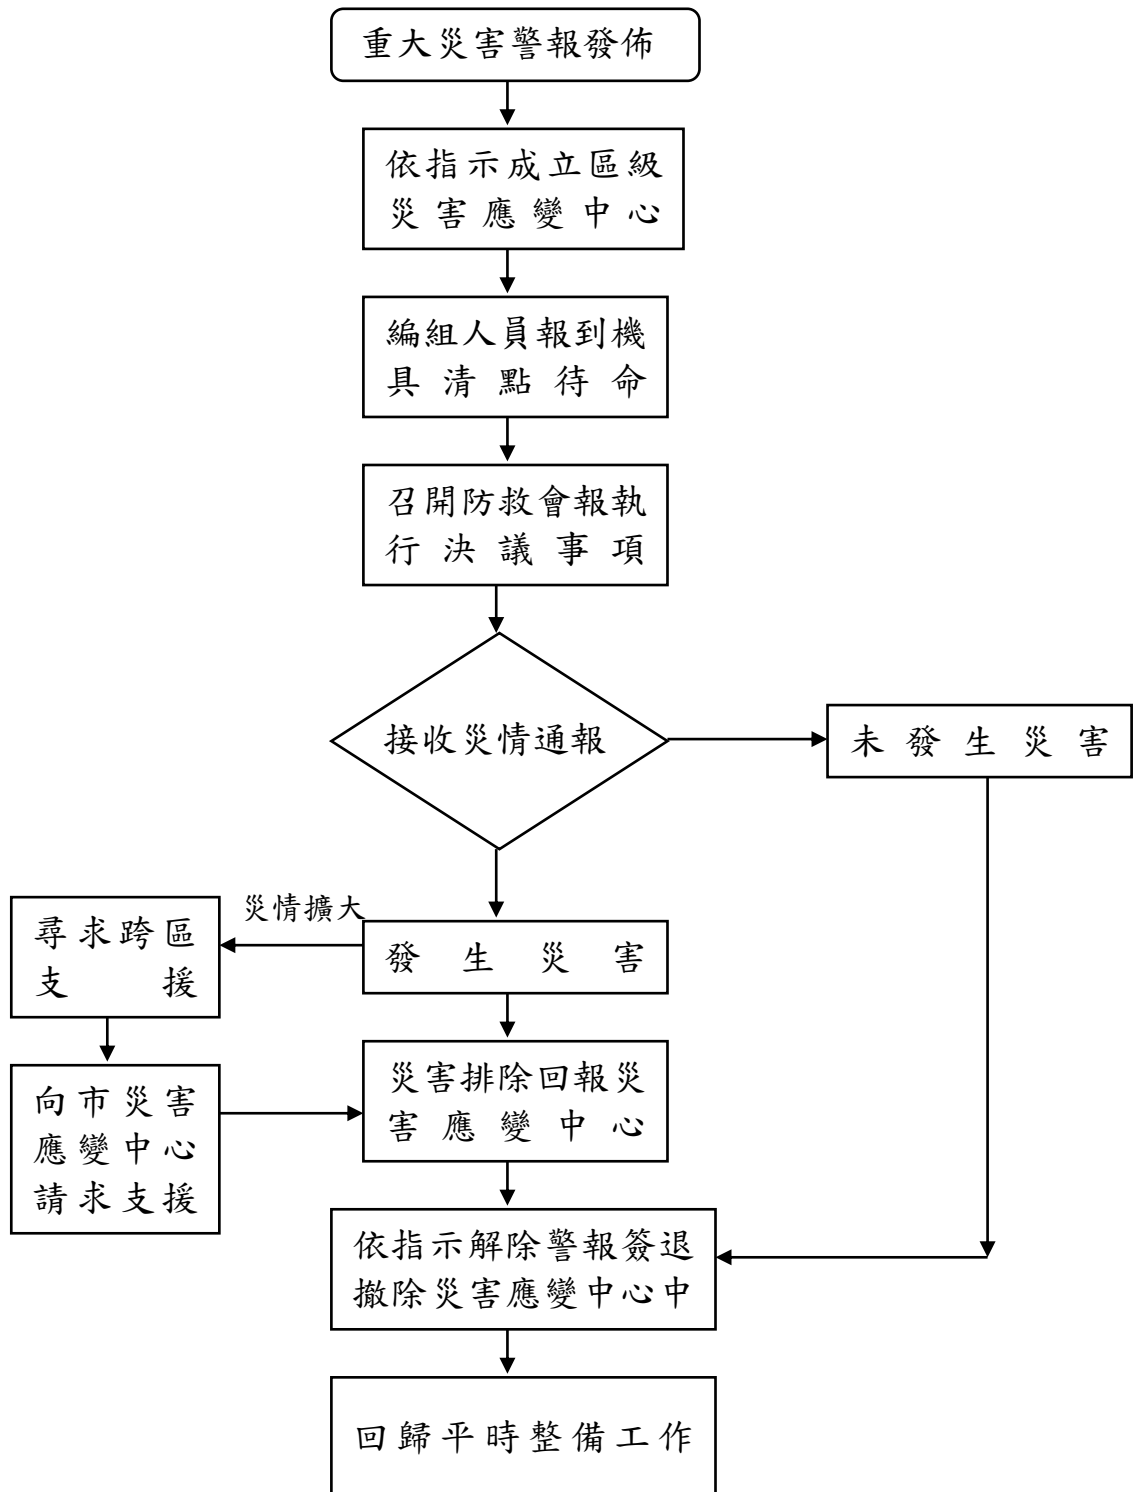 重大災害警報發佈
依指示成立區級
災害應變中心
編組人員報到機
具清點待命
召開防救會報執
行決議事項
接收災情通報
未發生災害
災情擴大
尋求跨區
支援
發生災害
向市災害
應變中心
請求支援
災害排除回報災
害應變中心
依指示解除警報簽退
撤除災害應變中心中
回歸平時整備工作